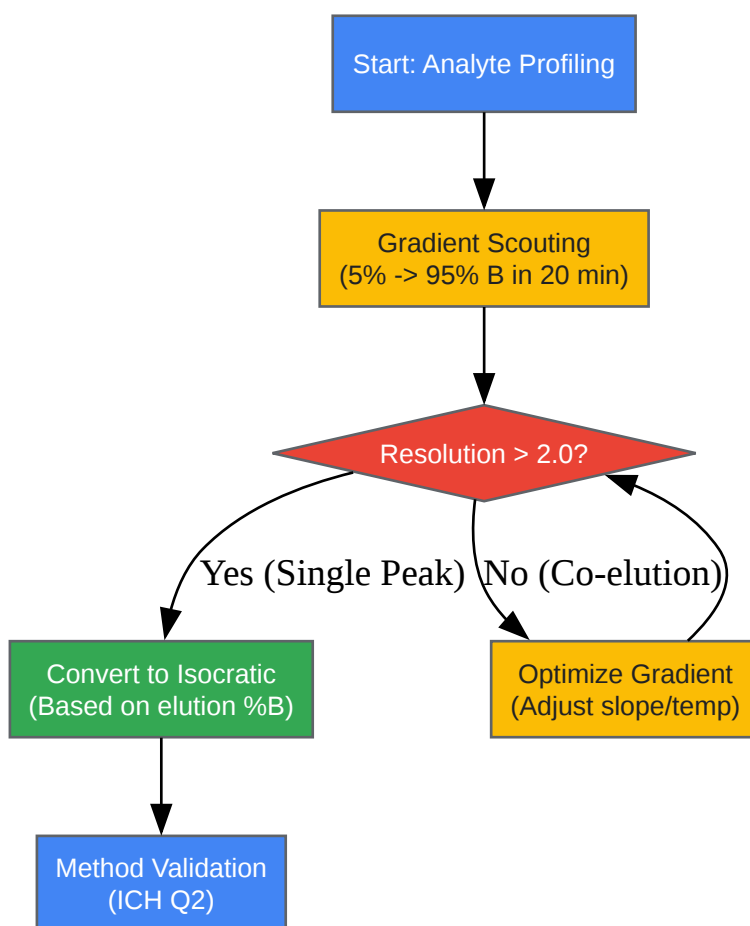 Start: Analyte Profiling
Gradient Scouting
(5% -> 95% B in 20 min)
Resolution > 2.0?
Yes (Single Peak)
No (Co-elution)
Convert to Isocratic
(Based on elution %B)
Optimize Gradient
(Adjust slope/temp)
Method Validation
(ICH Q2)